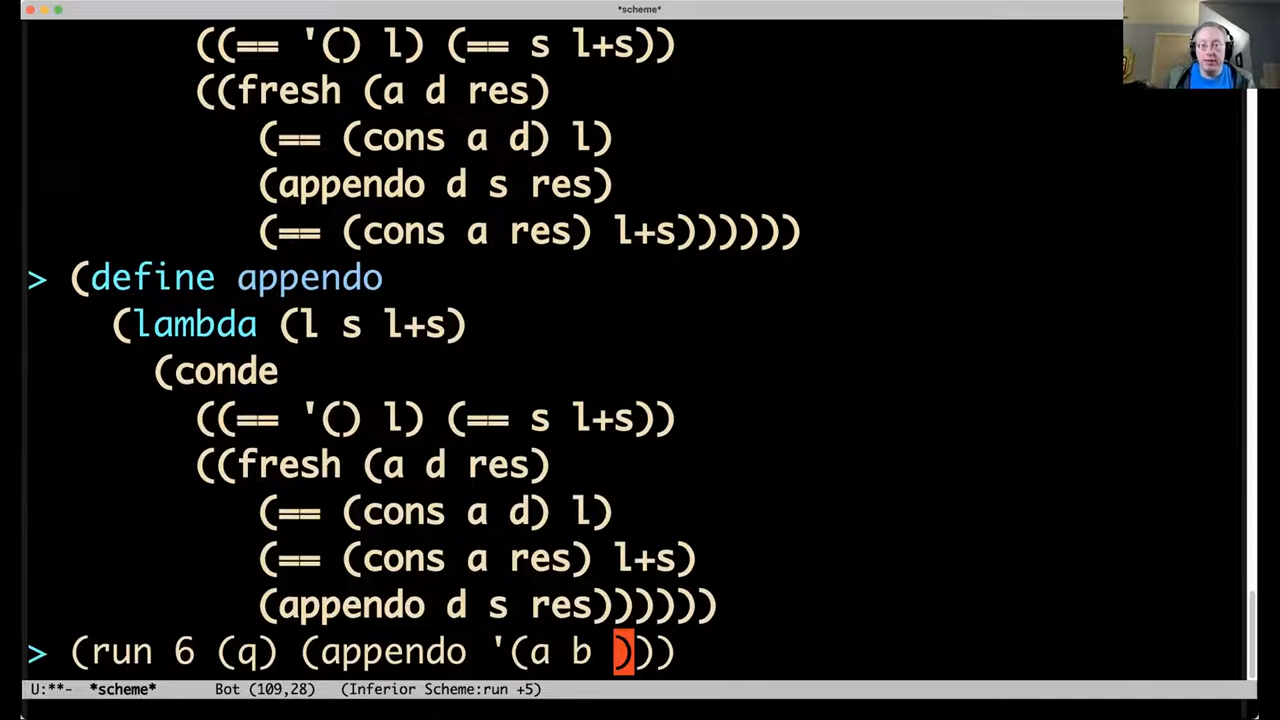 *scheme*
((== '() l) (== s l+s))
((fresh (a d res)
(== (cons a d) l)
(appendo d s res)
(== (cons a res) l+s))))))
> (define appendo
(lambda (l s l+s)
(conde
((== '() l) (== s l+s))
((fresh (a d res)
(== (cons a d) l)
(== (cons a res) l+s)
(appendo d s res))))))
> (run 6 (q) (appendo '(a b )))
U:**- *scheme* Bot (109,28) (Inferior Scheme:run +5)